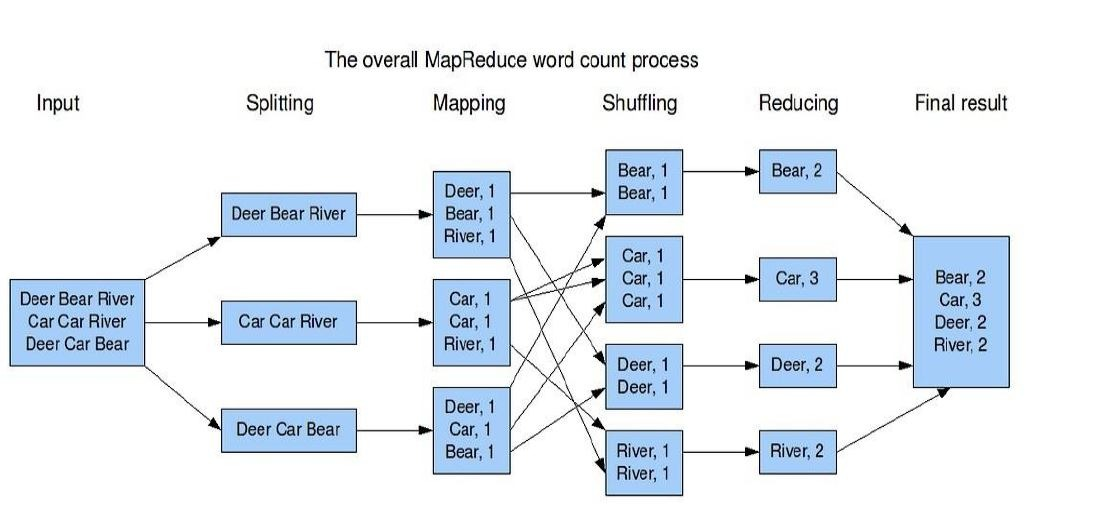 The overall MapReduce word count process
Input
Splitting
Mapping
Shuffling
Reducing
Final result
Deer Bear River
Car Car River
Deer Car Bear
Deer Bear River
Car Car River
Deer Car Bear
Deer, 1
Bear, 1
River, 1
Car, 1
Car, 1
River, 1
Deer, 1
Car, 1
Bear, 1
Bear, 1
Bear, 1
Car, 1
Car, 1
Car, 1
Deer, 1
Deer, 1
River, 1
River, 1
Bear, 2
Car, 3
Deer, 2
River, 2
Bear, 2
Car, 3
Deer, 2
River, 2